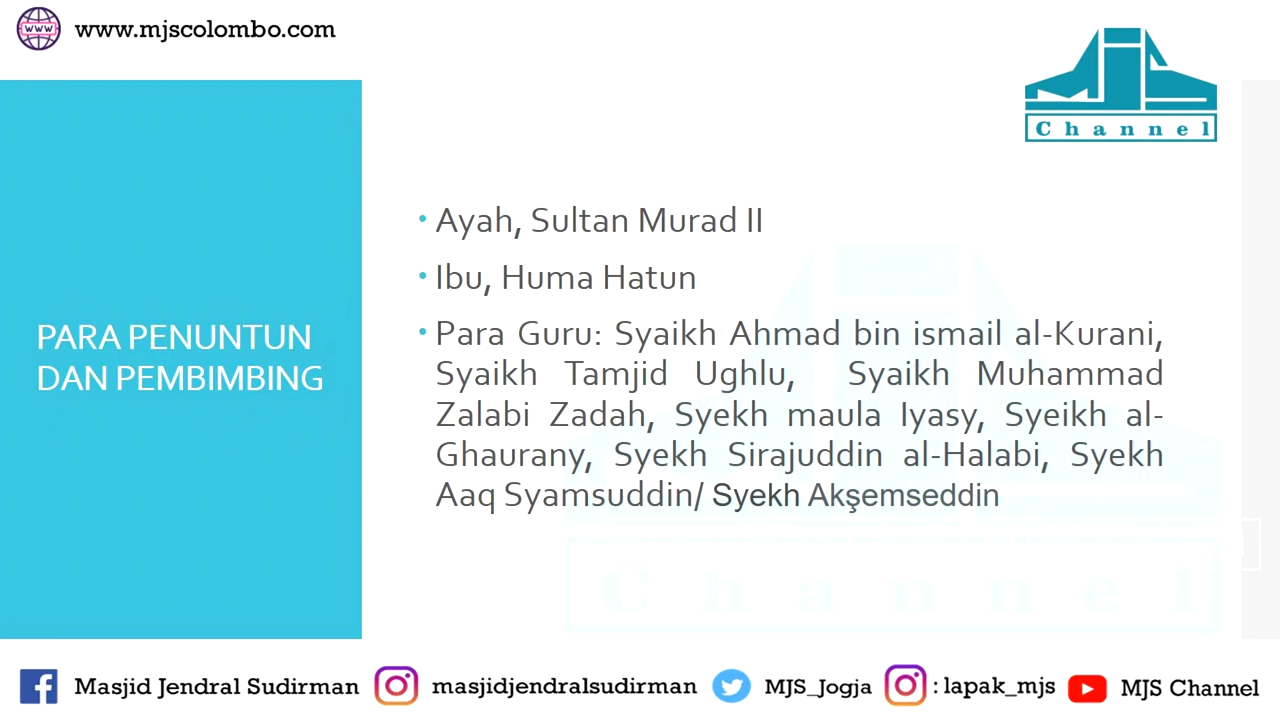 www.mjscolombo.com
MJS
Channel
PARA PENUNTUN
DAN PEMBIMBING
• Ayah, Sultan Murad II
• Ibu, Huma Hatun
• Para Guru: Syaikh Ahmad bin ismail al-Kurani,
Syaikh Tamjid Ughlu, Syaikh Muhammad
Zalabi Zadah, Syekh maula Iyasy, Syeikh al-
Ghaurany, Syekh Sirajuddin al-Halabi, Syekh
Aaq Syamsuddin/ Syekh Akşemseddin
Channel
Masjid Jendral Sudirman masjidjendralsudirman MJS_Jogja : lapak_mjs MJS Channel